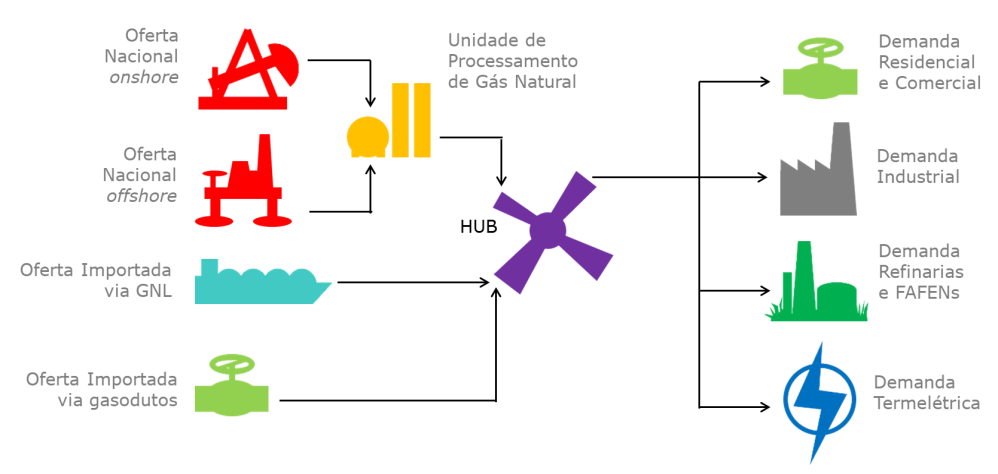 Oferta
Nacional
onshore
Unidade de
Processamento
de Gás Natural
Oferta
Nacional
offshore
HUB
Oferta Importada
via GNL
Oferta Importada
via gasodutos
Demanda
Residencial
e Comercial
Demanda
Industrial
Demanda
Refinarias
e FAFENs
Demanda
Termelétrica